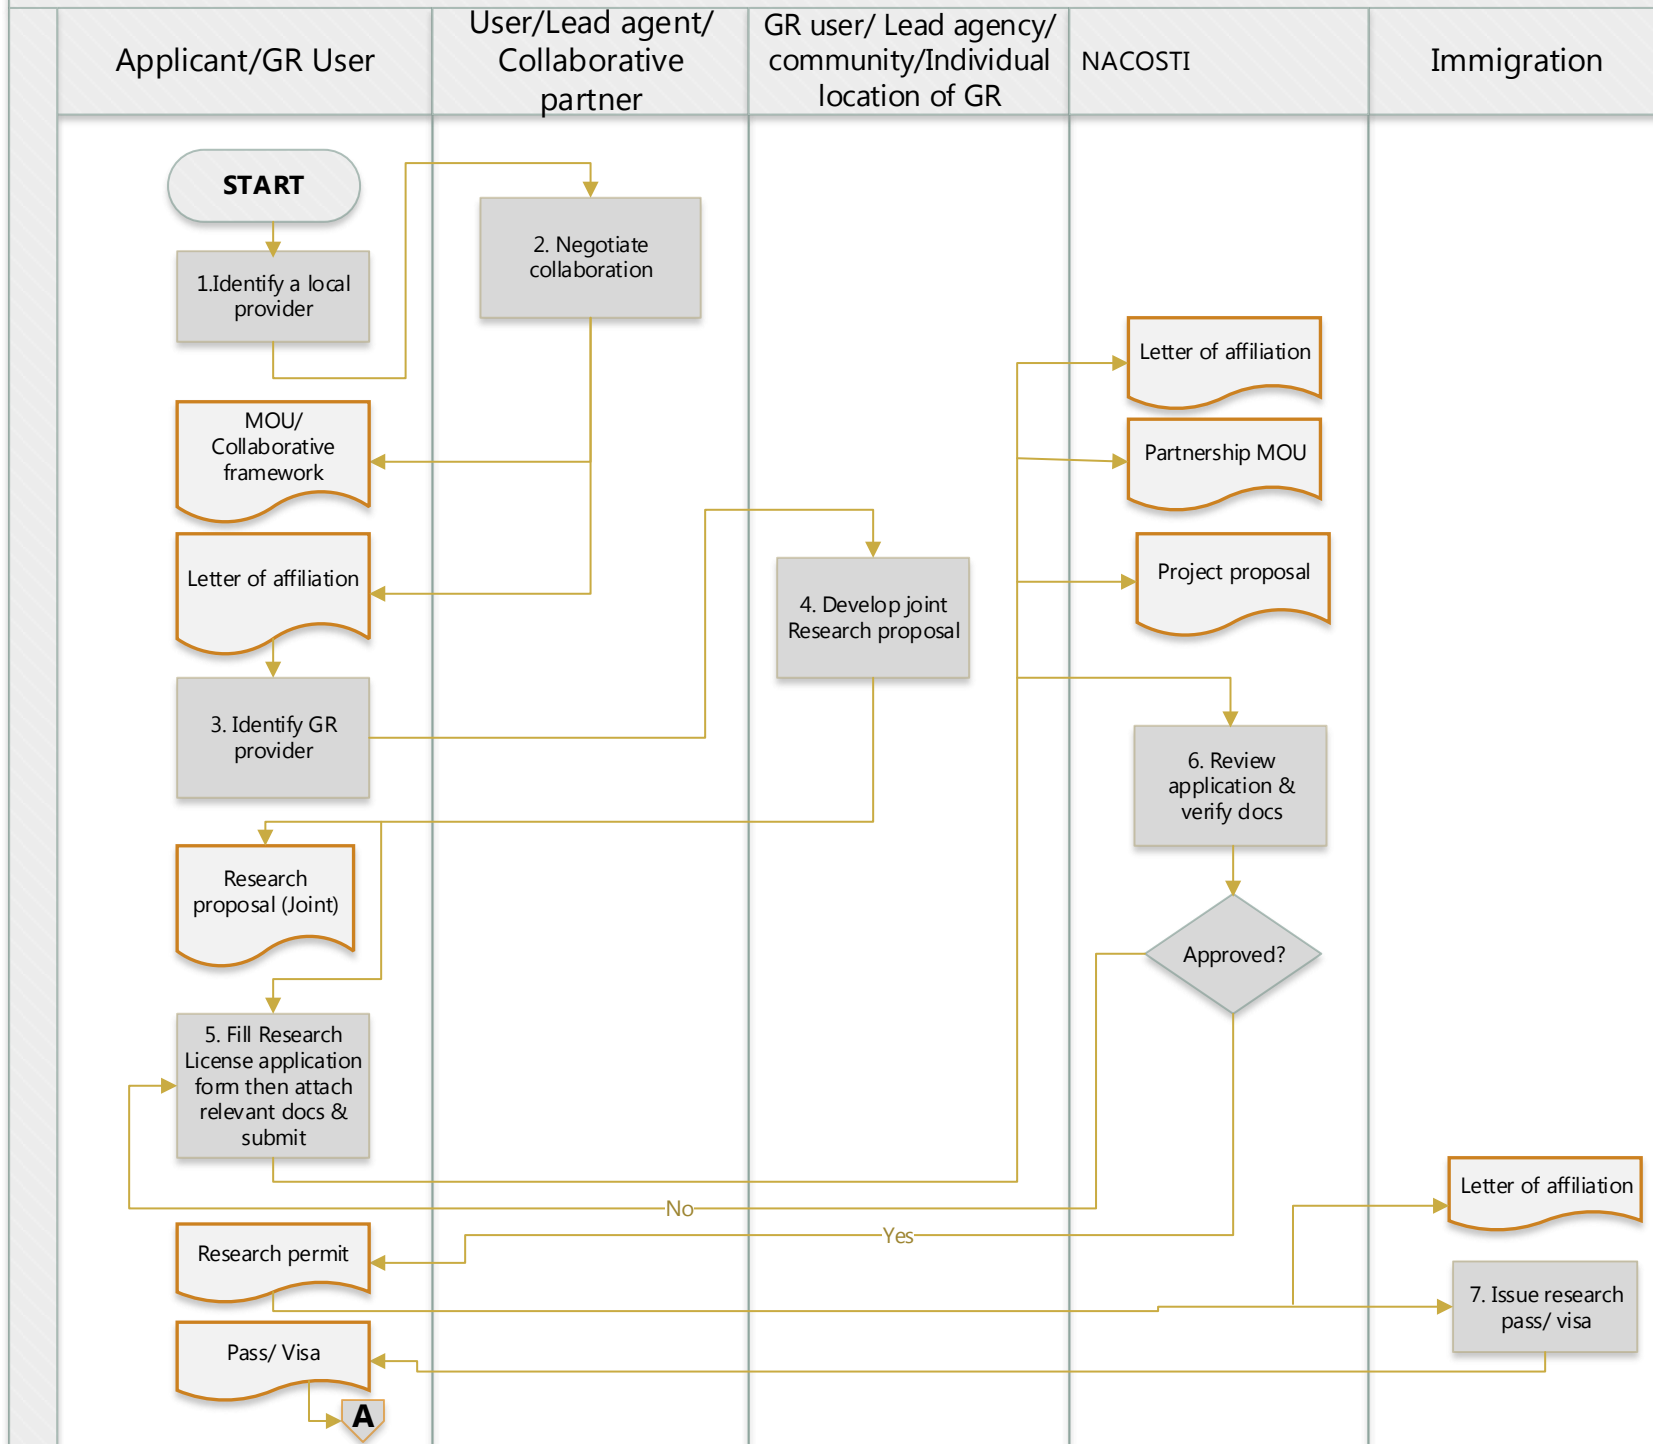 Applicant/GR User
User/Lead agent/
Collaborative
partner
GR user/ Lead agency/
community/Individual
location of GR
NACOSTI
Immigration
START
1.Identify a local
provider
2. Negotiate
collaboration
MOU/
Collaborative
framework
Letter of affiliation
3. Identify GR
provider
4. Develop joint
Research proposal
Research
proposal (Joint)
5. Fill Research
License application
form then attach
relevant docs &
submit
Letter of affiliation
Partnership MOU
Project proposal
6. Review
application &
verify docs
Approved?
No
Yes
Research permit
Letter of affiliation
7. Issue research
pass/ visa
Pass/ Visa
A